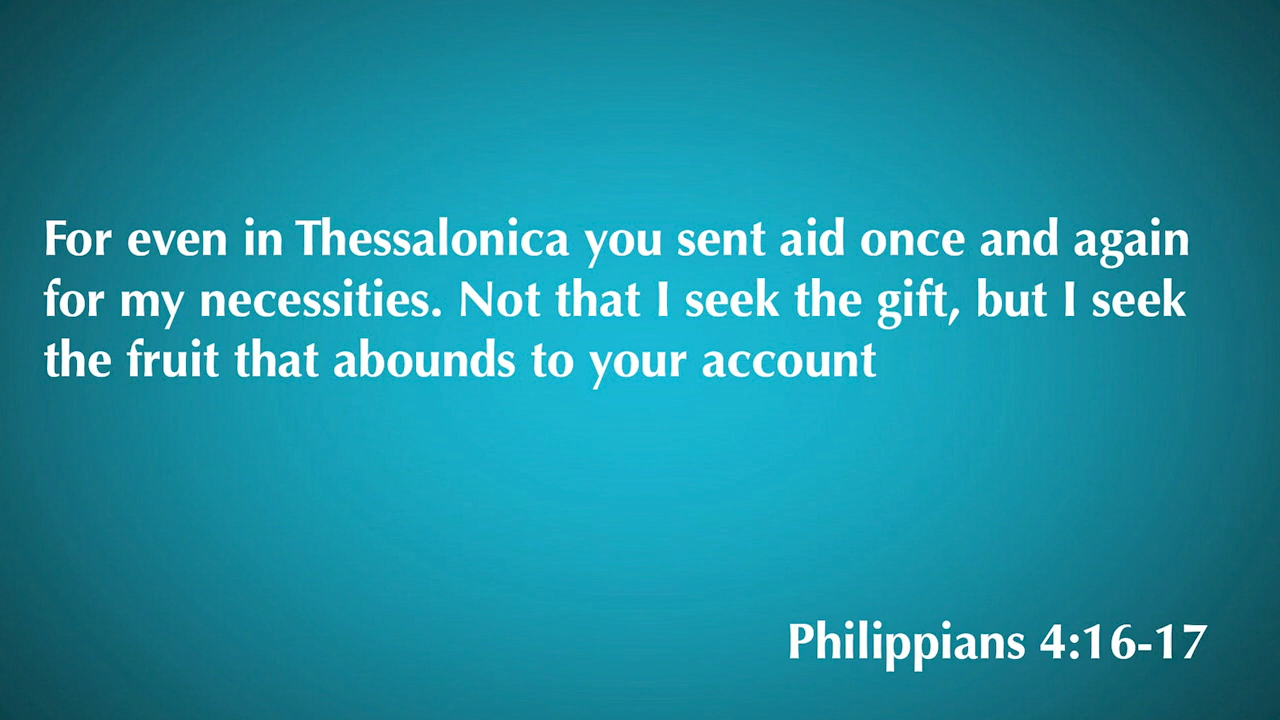 For even in Thessalonica you sent aid once and again
for my necessities. Not that I seek the gift, but I seek
the fruit that abounds to your account
Philippians 4:16-17